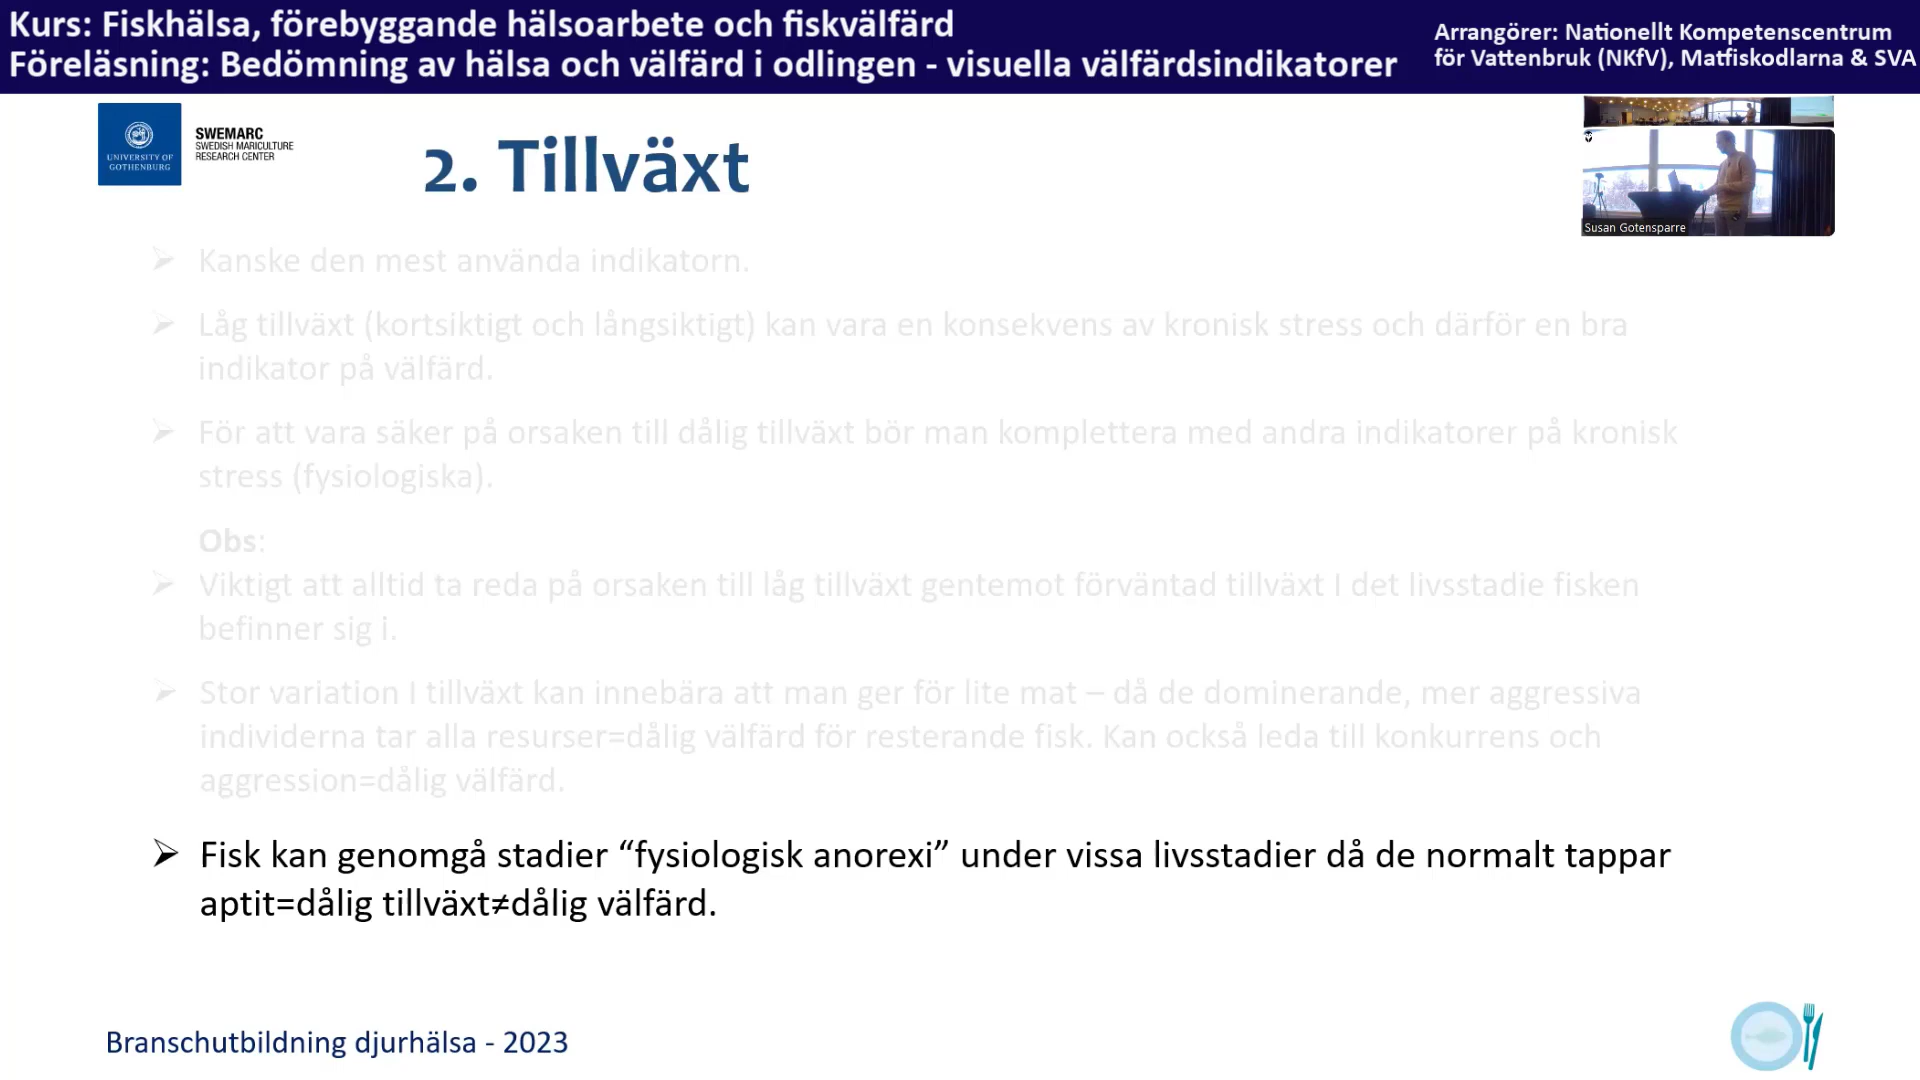 Kurs: Fiskhälsa, förebyggande hälsoarbete och fiskvälfärd
Föreläsning: Bedömning av hälsa och välfärd i odlingen - visuella välfärdsindikatorer
Arrangörer: Nationellt Kompetenscentrum
för Vattenbruk (NKfV), Matfiskodlarna & SVA
UNIVERSITY OF
GOTHENBURG
SWEMARC
SWEDISH MARICULTURE
RESEARCH CENTER
2. Tillväxt
Susan Gotensparre
➢ Kanske den mest använda indikatorn.
➢ Låg tillväxt (kortsiktigt och långsiktigt) kan vara en konsekvens av kronisk stress och därför en bra
indikator på välfärd.
➢ För att vara säker på orsaken till dålig tillväxt bör man komplettera med andra indikatorer på kronisk
stress (fysiologiska).
Obs:
➢ Viktigt att alltid ta reda på orsaken till låg tillväxt gentemot förväntad tillväxt I det livsstadie fisken
befinner sig i.
➢ Stor variation I tillväxt kan innebära att man ger för lite mat – då de dominerande, mer aggressiva
individerna tar alla resurser=dålig välfärd för resterande fisk. Kan också leda till konkurrens och
aggression=dålig välfärd.
➢ Fisk kan genomgå stadier “fysiologisk anorexi” under vissa livsstadier då de normalt tappar
aptit=dålig tillväxt≠dålig välfärd.
Branschutbildning djurhälsa - 2023